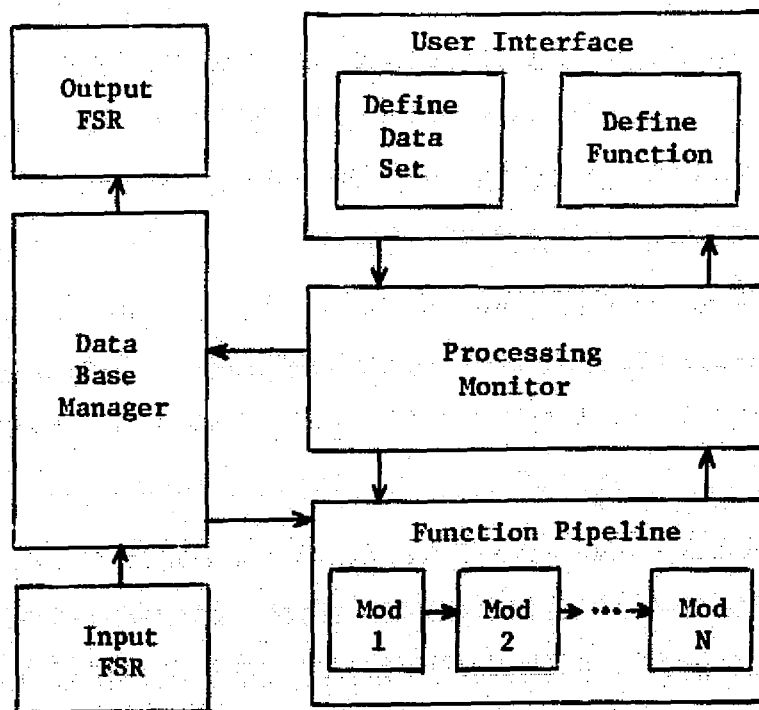 Output
FSR
User Interface
Define
Data
Set
Define
Function
Data
Base
Manager
Processing
Monitor
Function Pipeline
Mod
1
Mod
2
...
Mod
N
Input
FSR